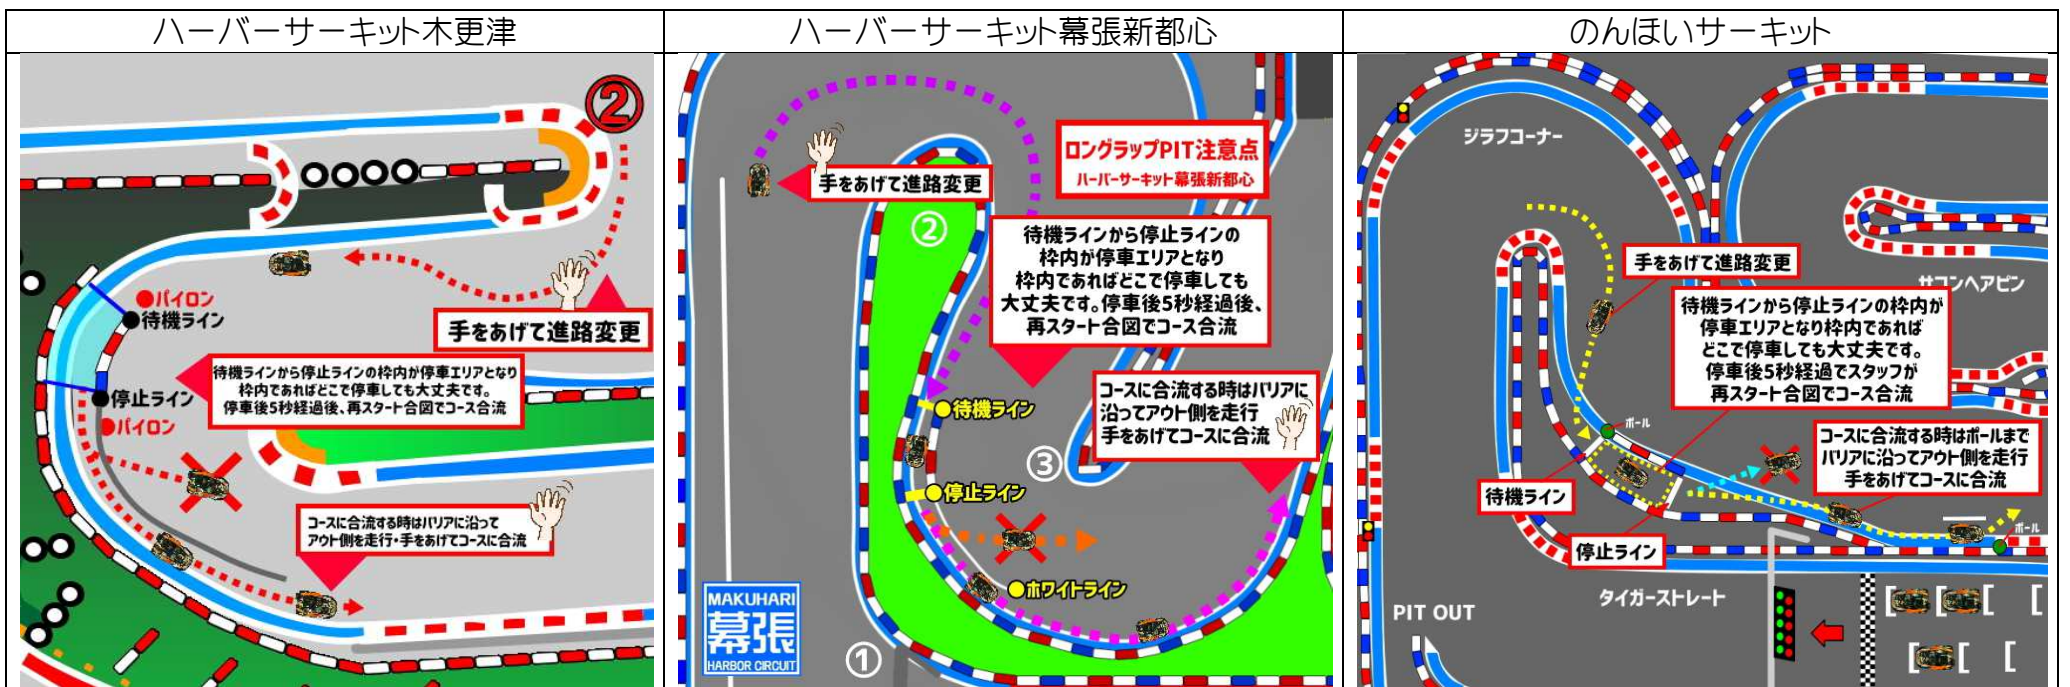 ハーバーサーキット木更津
②
手をあげて進路変更
●パイロン
●待機ライン
待機ラインから停止ラインの枠内が停車エリアとなり
枠内であればどこで停車しても大丈夫です。
停車後5秒経過後、再スタート合図でコース合流
●停止ライン
●パイロン
コースに合流する時はバリアに沿って
アウト側を走行・手をあげてコースに合流
ハーバーサーキット幕張新都心
ロングラップPIT注意点
ハーバーサーキット幕張新都心
手をあげて進路変更
②
待機ラインから停止ラインの
枠内が停車エリアとなり
枠内であればどこで停車しても
大丈夫です。停車後5秒経過後、
再スタート合図でコース合流
コースに合流する時はバリアに
沿ってアウト側を走行
手をあげてコースに合流
●待機ライン
③
●停止ライン
●ホワイトライン
MAKUHARI
幕張
HARBOR CIRCUIT
①
のんほいサーキット
ジラフコーナー
手をあげて進路変更
サコンヘアピン
待機ラインから停止ラインの枠内が
停車エリアとなり枠内であれば
どこで停車しても大丈夫です。
停車後5秒経過でスタッフが
再スタート合図でコース合流
ポール
コースに合流する時はポールまで
バリアに沿ってアウト側を走行
手をあげてコースに合流
待機ライン
ポール
停止ライン
タイガーストレート
PIT OUT